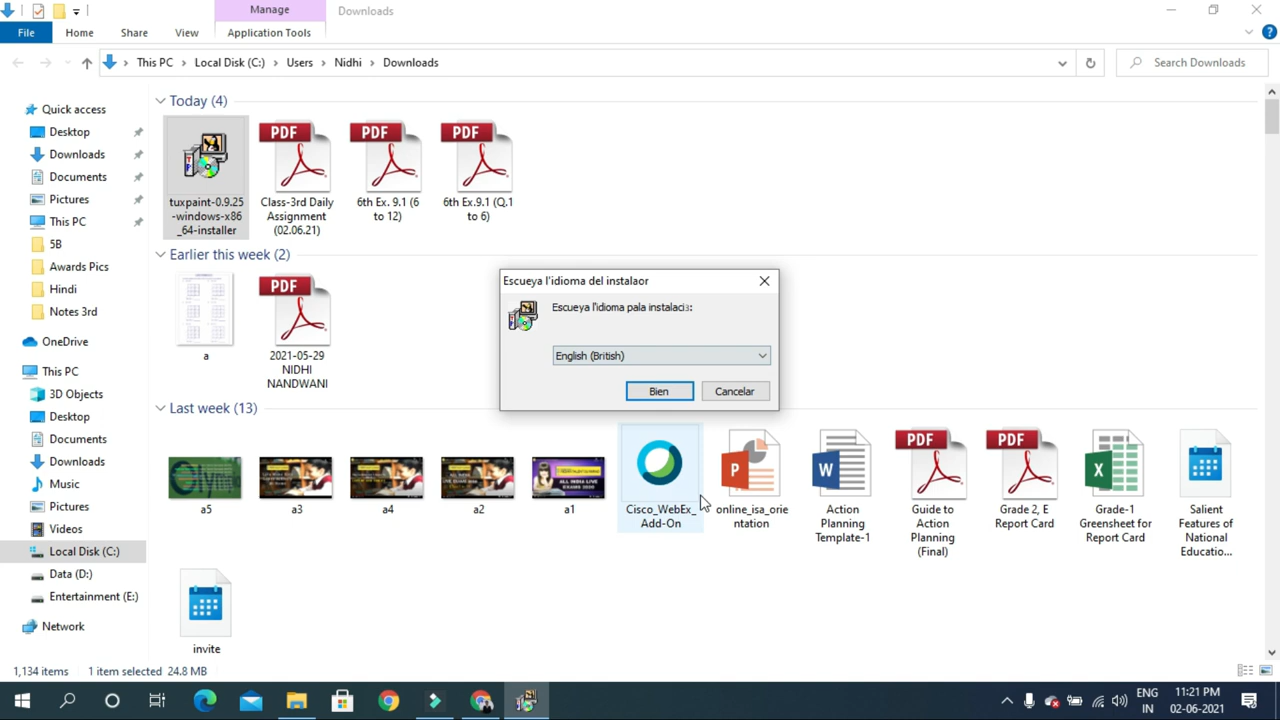 Manage
Downloads
File
Home
Share
View
Application Tools
This PC
Local Disk (C:)
Users
Nidhi
Downloads
Search Downloads
Quick access
Desktop
Downloads
Documents
Pictures
This PC
5B
Awards Pics
Hindi
Notes 3rd
OneDrive
This PC
3D Objects
Desktop
Documents
Downloads
Music
Pictures
Videos
Local Disk (C:)
Data (D:)
Entertainment (E:)
Network
Today (4)
tuxpaint-0.9.25
-windows-x86
_64-installer
PDF
Class-3rd Daily
Assignment
(02.06.21)
PDF
6th Ex. 9.1 (6
to 12)
PDF
6th Ex.9.1 (Q.1
to 6)
Earlier this week (2)
a
PDF
2021-05-29
NIDHI
NANDWANI
Escueya l'idioma del instalaor
Escueya l'idioma pala instalaci3:
English (British)
Bien
Cancelar
Last week (13)
a5
a3
a4
a2
ALL INDIA LIVE
EXAMS 2020
a1
Cisco_WebEx_
Add-On
P
online_isa_orie
ntation
W
Action
Planning
Template-1
PDF
Guide to
Action
Planning
(Final)
PDF
Grade 2, E
Report Card
X
Grade-1
Greensheet for
Report Card
Salient
Features of
National
Educatio...
invite
1,134 items
1 item selected 24.8 MB
ENG
IN
11:21 PM
02-06-2021